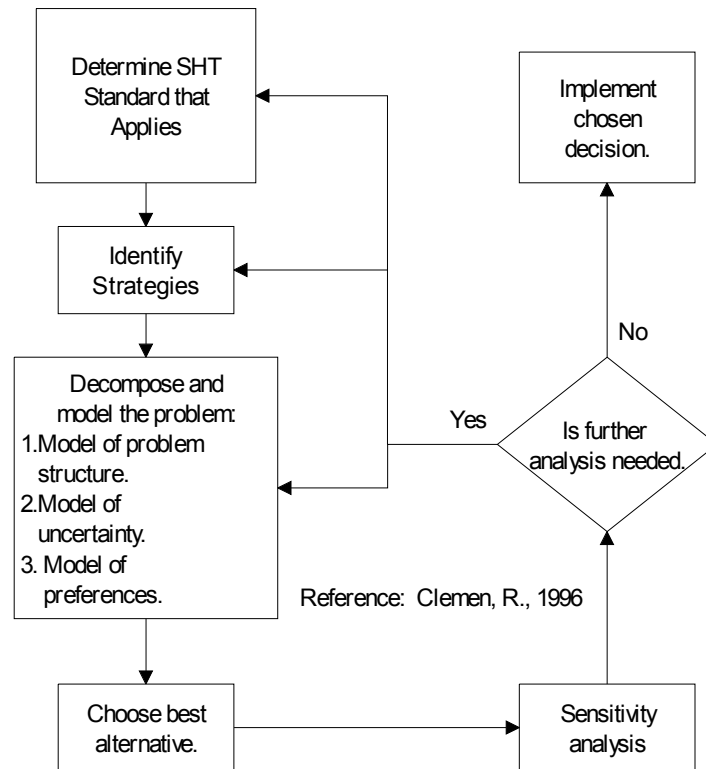 Determine SHT
Standard that
Applies
Identify
Strategies
Decompose and
model the problem:
1.Model of problem
structure.
2.Model of
uncertainty.
3. Model of
preferences.
Choose best
alternative.
Sensitivity
analysis
Reference: Clemen, R., 1996
Is further
analysis needed.
Yes
No
Implement
chosen
decision.